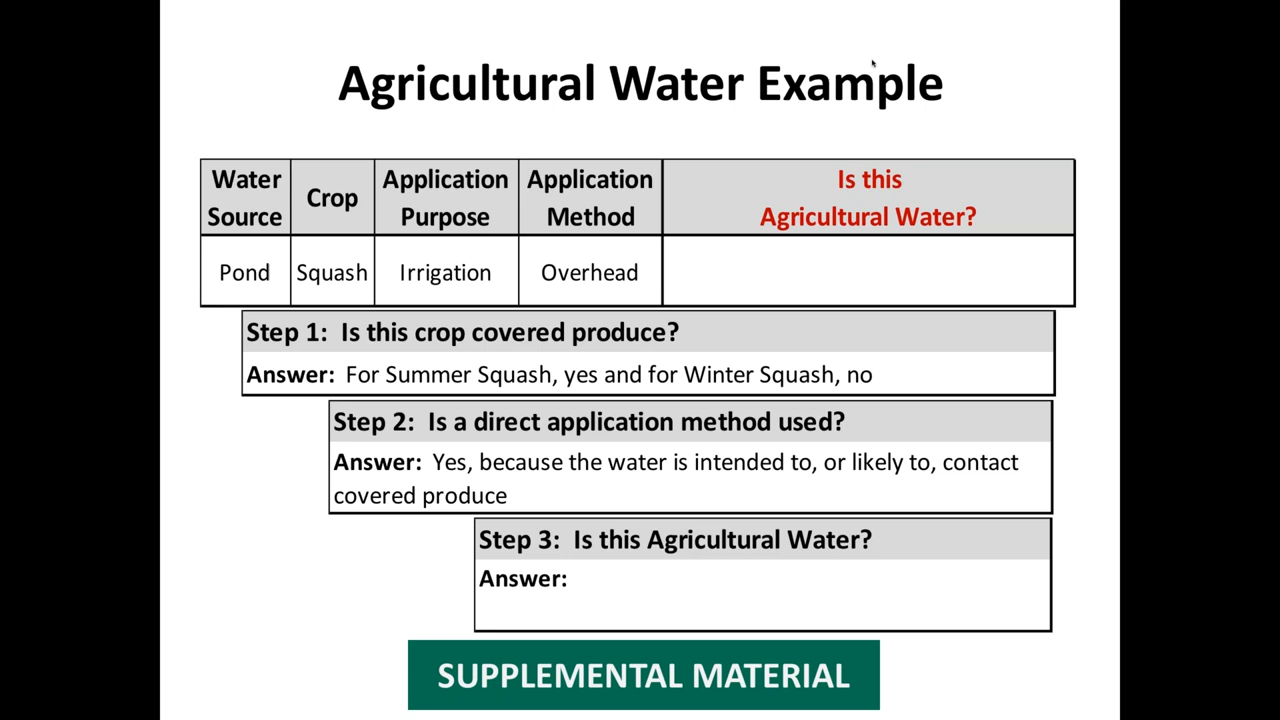 Agricultural Water Example
Water Source
Crop
Application Purpose
Application Method
Is this Agricultural Water?
Pond
Squash
Irrigation
Overhead
Step 1: Is this crop covered produce?
Answer: For Summer Squash, yes and for Winter Squash, no
Step 2: Is a direct application method used?
Answer: Yes, because the water is intended to, or likely to, contact
covered produce
Step 3: Is this Agricultural Water?
Answer:
SUPPLEMENTAL MATERIAL